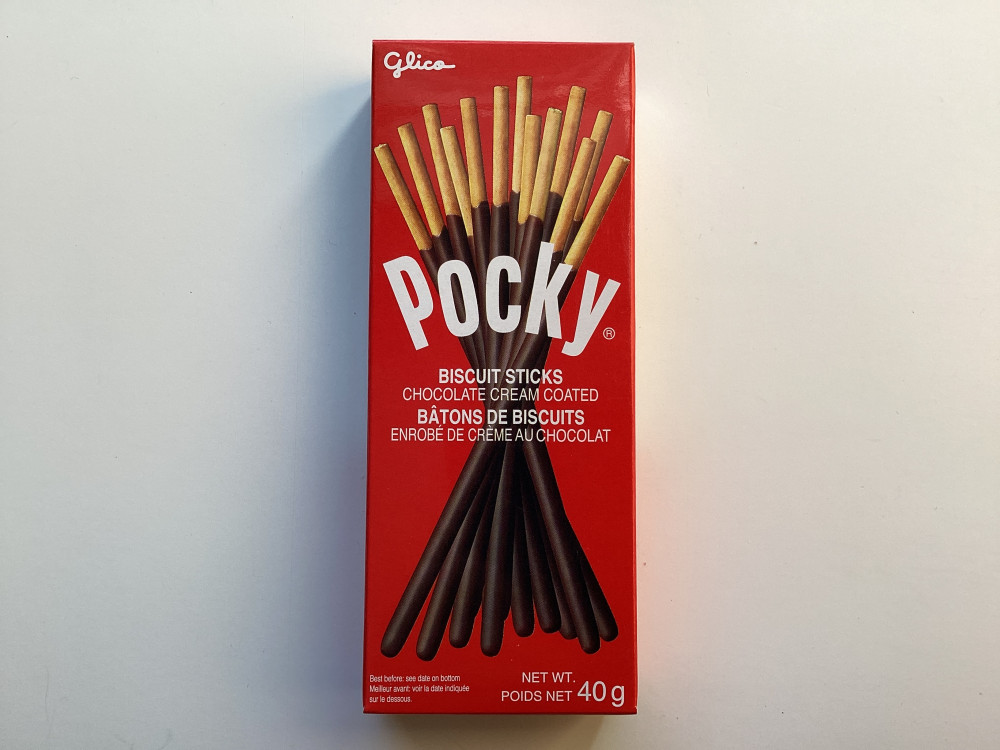 Glico
Pocky®
BISCUIT STICKS
CHOCOLATE CREAM COATED
BÂTONS DE BISCUITS
ENROBÉ DE CRÈME AU CHOCOLAT
Best before: see date on bottom
Meilleur avant: voir la date indiquée
sur le dessous.
NET WT.
POIDS NET 40 g